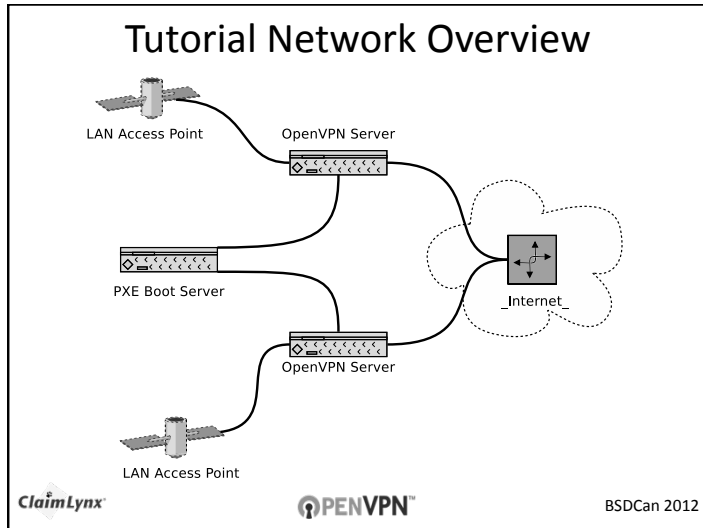 Tutorial Network Overview
LAN Access Point
OpenVPN Server
PXE Boot Server
_Internet_
OpenVPN Server
LAN Access Point
ClaimLynx
OPENVPN™
BSDCan 2012